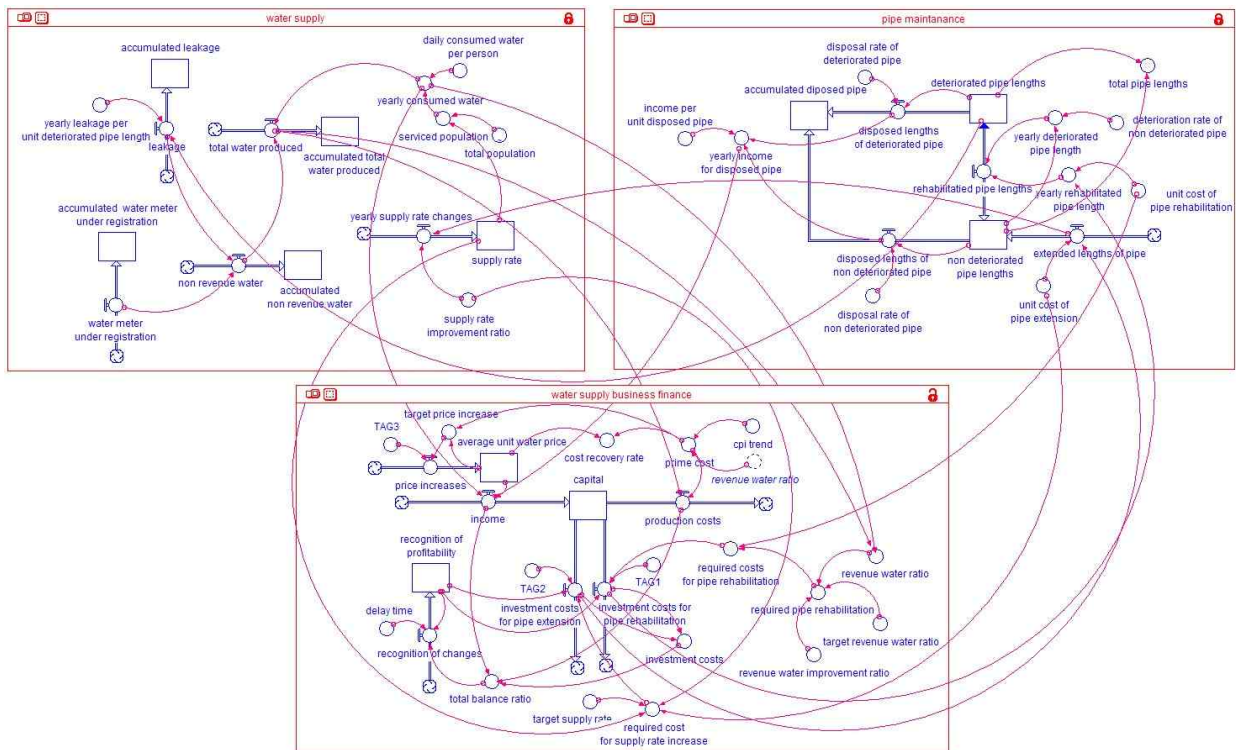 water supply
accumulated leakage
daily consumed water
per person
yearly consumed water
yearly leakage per
unit deteriorated pipe length
leakage
total water produced
serviced population
total population
accumulated total
water produced
accumulated water meter
under registration
yearly supply rate changes
supply rate
non revenue water
accumulated
non revenue water
water meter
under registration
supply rate
improvement ratio
pipe maintanance
disposal rate of
deteriorated pipe
deteriorated pipe lengths
total pipe lengths
accumulated diposed pipe
income per
unit disposed pipe
disposed lengths
of deteriorated pipe
yearly deteriorated
pipe length
deterioration rate of
non deteriorated pipe
yearly income
for disposed pipe
rehabilitatied pipe lengths
yearly rehabilitated
pipe length
unit cost
of pipe rehabilitation
disposed lengths of
non deteriorated pipe
non deteriorated
pipe lengths
extended lengths of pipe
disposal rate of
non deteriorated pipe
unit cost of
pipe extension
water supply business finance
target price increase
TAG3
average unit water price
cpi trend
cost recovery rate
prime cost
revenue water ratio
price increases
capital
income
production costs
recognition of
profitability
required costs
for pipe rehabilitation
revenue water ratio
TAG2
TAG1
investment costs
for pipe extension
investment costs for
pipe rehabilitation
required pipe rehabilitation
delay time
target revenue water ratio
recognition of changes
investment costs
revenue water improvement ratio
total balance ratio
target supply rate
required cost
for supply rate increase